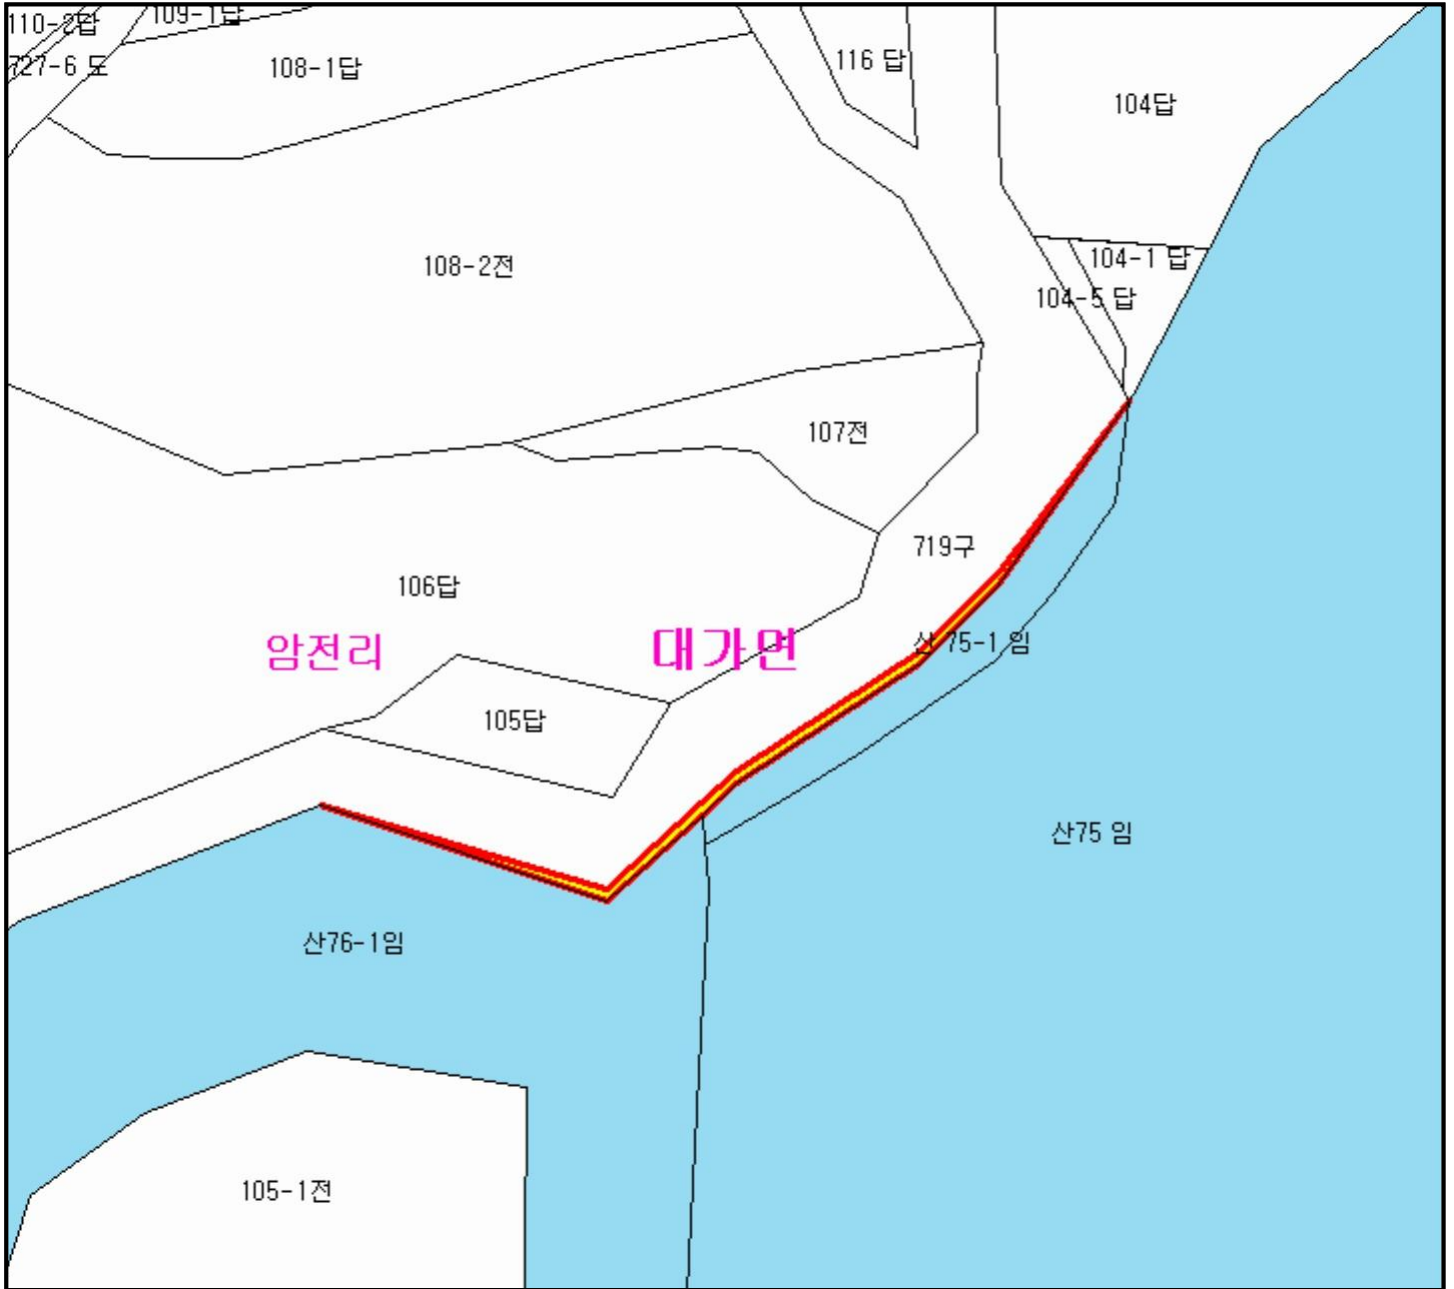 110-2답
109-1답
727-6 도
108-1답
116 답
104답
108-2전
104-1 답
104-5 답
107전
719구
106답
암전리
대가면
산 75-1 임
105답
산75 임
산76-1임
105-1전